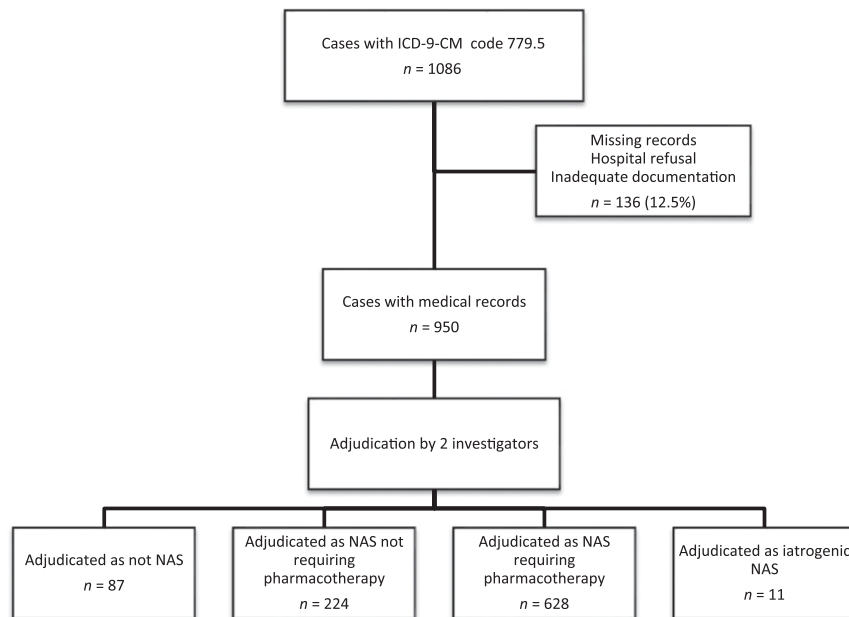 Cases with ICD-9-CM code 779.5
n = 1086
Missing records
Hospital refusal
Inadequate documentation
n = 136 (12.5%)
Cases with medical records
n = 950
Adjudication by 2 investigators
Adjudicated as not NAS
n = 87
Adjudicated as NAS not
requiring
pharmacotherapy
n = 224
Adjudicated as NAS
requiring
pharmacotherapy
n = 628
Adjudicated as iatrogenic
NAS
n = 11